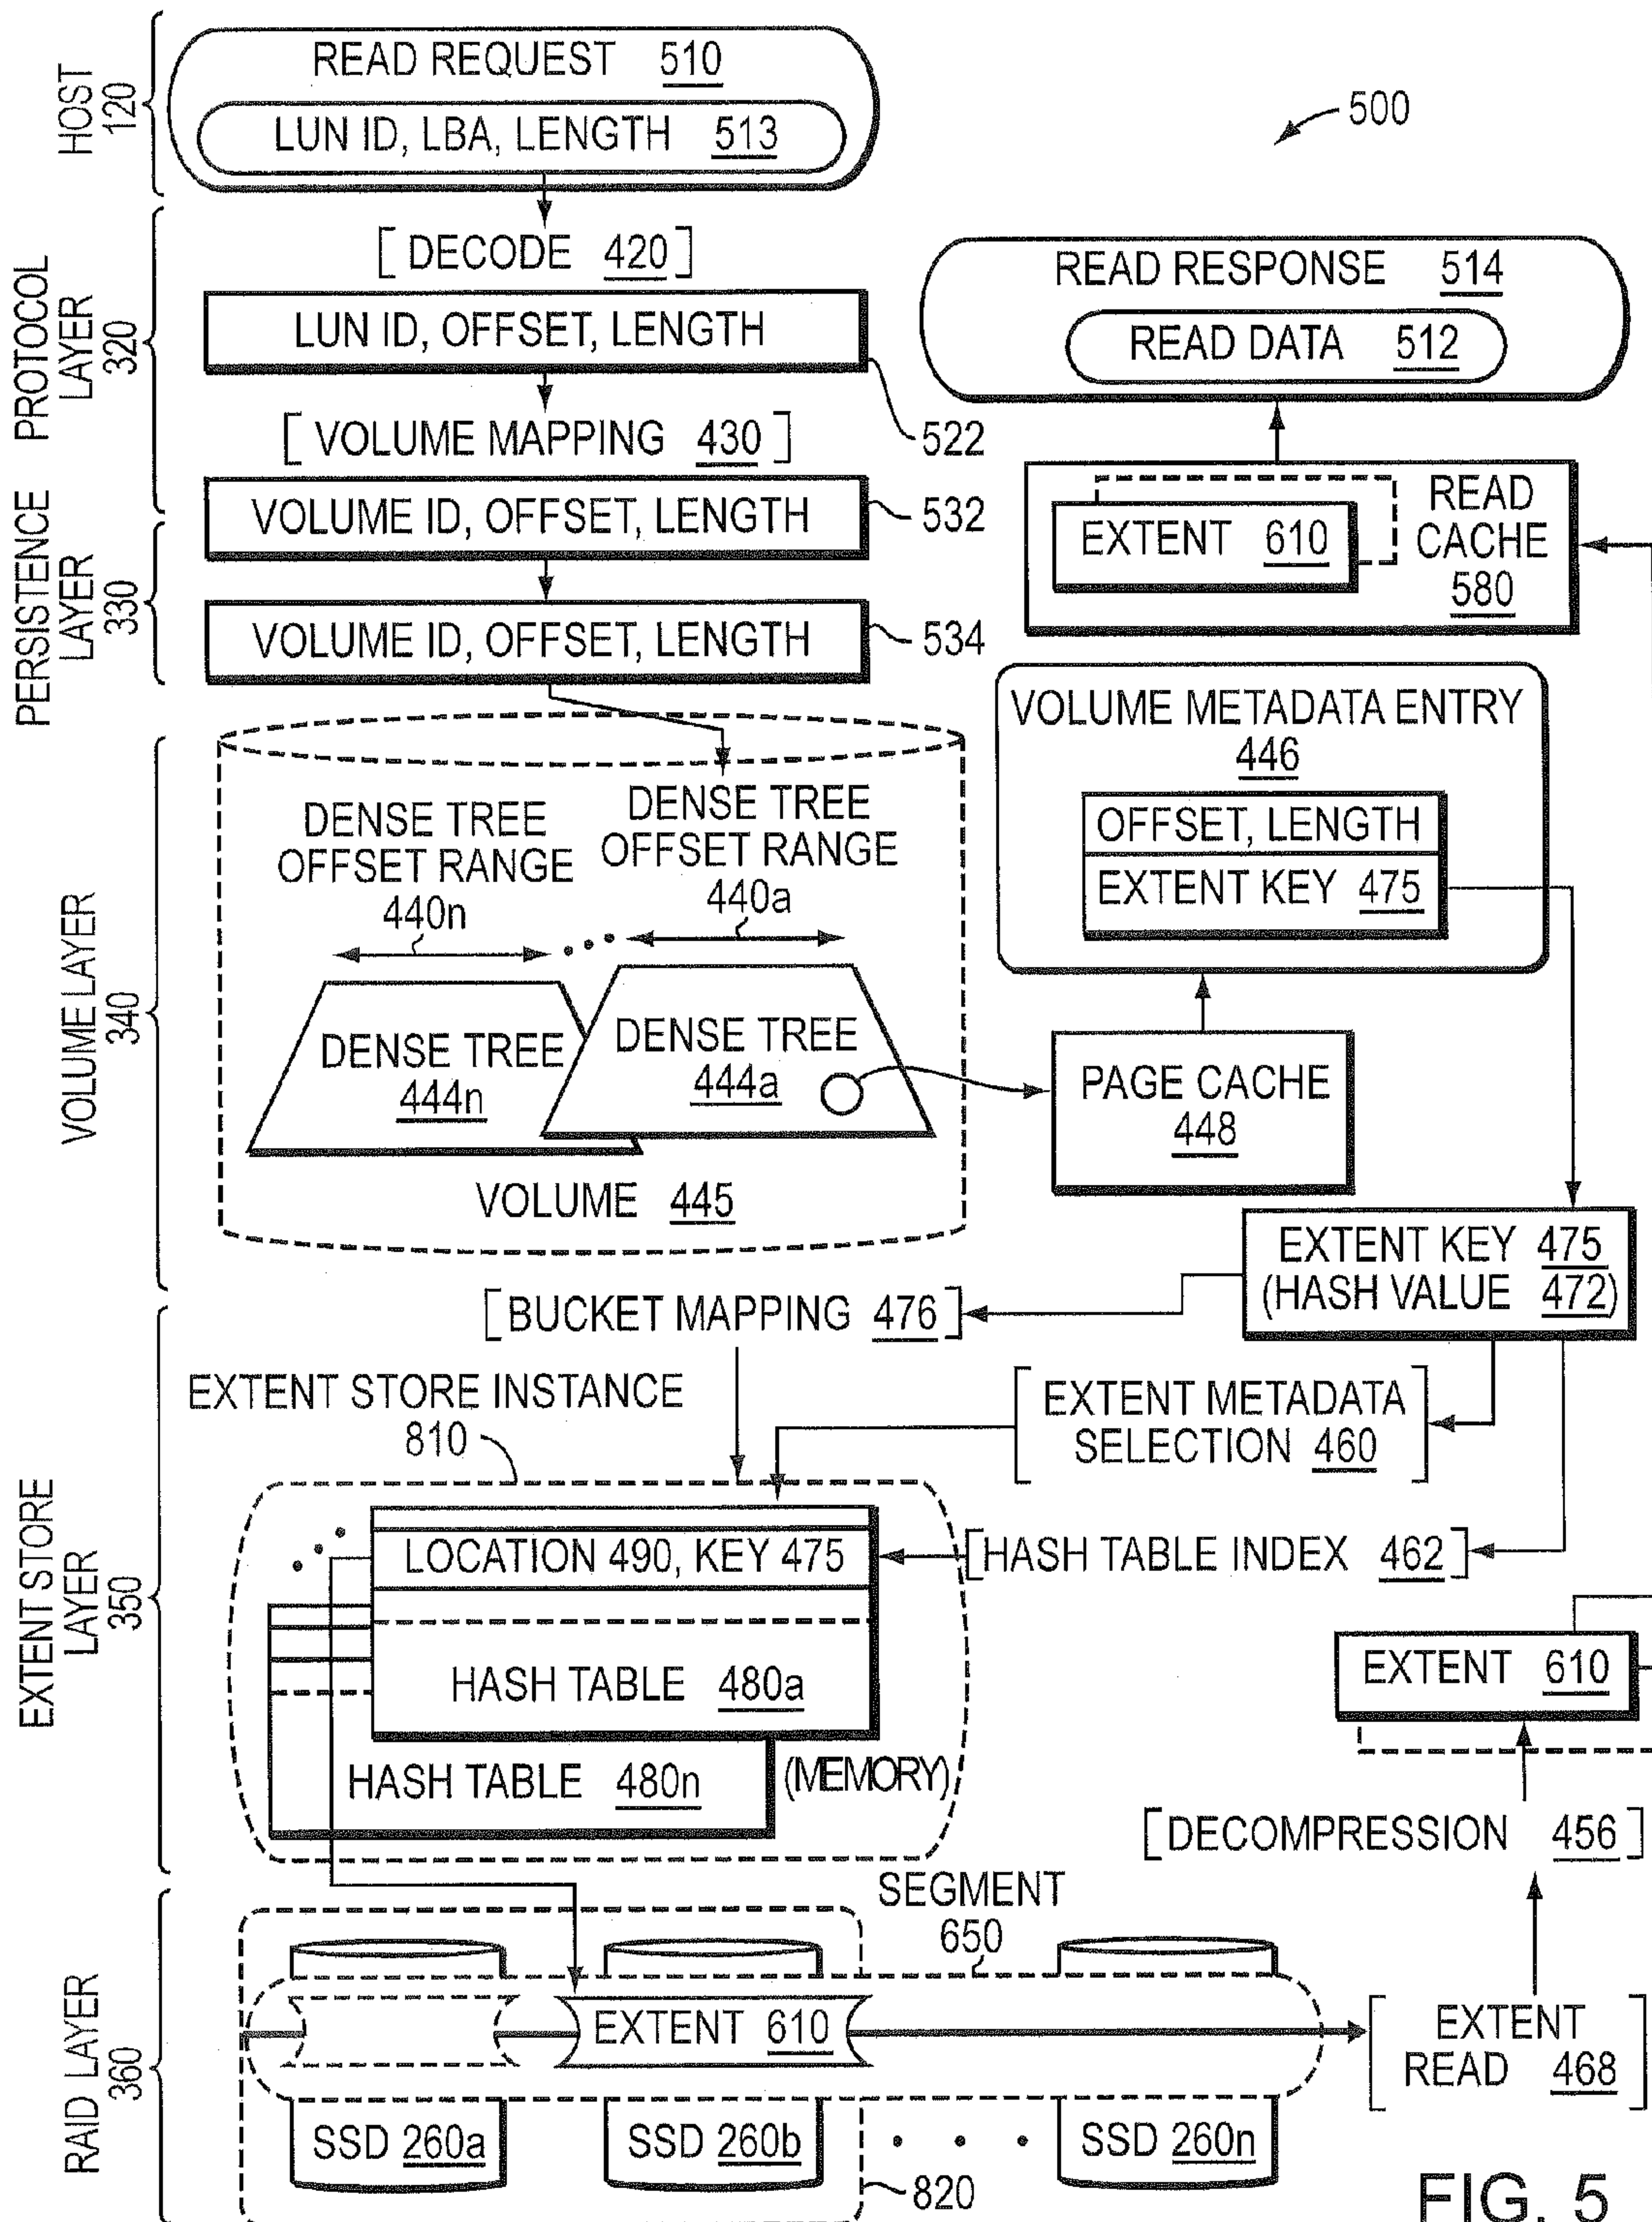 HOST
120
READ REQUEST 510
LUN ID, LBA, LENGTH 513
500
PROTOCOL
LAYER
320
[DECODE 420]
LUN ID, OFFSET, LENGTH
522
[VOLUME MAPPING 430]
READ RESPONSE 514
READ DATA 512
PERSISTENCE
LAYER
330
VOLUME ID, OFFSET, LENGTH
532
VOLUME ID, OFFSET, LENGTH
534
EXTENT 610
READ
CACHE
580
VOLUME LAYER
340
DENSE TREE
OFFSET RANGE
440n
DENSE TREE
OFFSET RANGE
440a
DENSE TREE
444n
DENSE TREE
444a
VOLUME 445
VOLUME METADATA ENTRY
446
OFFSET, LENGTH
EXTENT KEY 475
PAGE CACHE
448
EXTENT KEY 475
(HASH VALUE 472)
EXTENT STORE
LAYER
350
[BUCKET MAPPING 476]
EXTENT STORE INSTANCE
810
[EXTENT METADATA
SELECTION 460]
LOCATION 490, KEY 475
[HASH TABLE INDEX 462]
HASH TABLE 480a
HASH TABLE 480n
(MEMORY)
EXTENT 610
[DECOMPRESSION 456]
RAID LAYER
360
SEGMENT
650
EXTENT 610
[EXTENT
READ 468]
SSD 260a
SSD 260b
. . .
SSD 260n
820
FIG. 5